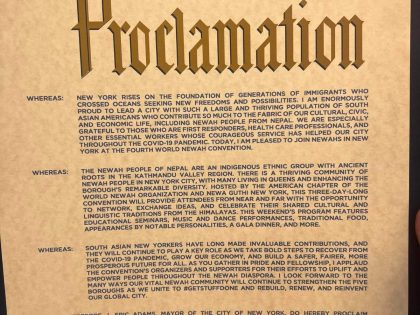 Proclamation
WHEREAS: NEW YORK RISES ON THE FOUNDATION OF GENERATIONS OF IMMIGRANTS WHO
CROSSED OCEANS SEEKING NEW FREEDOMS AND POSSIBILITIES. I AM ENORMOUSLY
PROUD TO LEAD A CITY WITH SUCH A LARGE AND THRIVING POPULATION OF SOUTH
ASIAN AMERICANS WHO CONTRIBUTE SO MUCH TO THE FABRIC OF OUR CULTURAL, CIVIC,
AND ECONOMIC LIFE, INCLUDING NEWAH PEOPLE FROM NEPAL. WE ARE ESPECIALLY
GRATEFUL TO THOSE WHO ARE FIRST RESPONDERS, HEALTH CARE PROFESSIONALS, AND
OTHER ESSENTIAL WORKERS WHOSE COURAGEOUS SERVICE HAS HELPED OUR CITY
THROUGHOUT THE COVID-19 PANDEMIC. TODAY, I AM PLEASED TO JOIN NEWAHS IN NEW
YORK AT THE FOURTH WORLD NEWAH CONVENTION.
WHEREAS: THE NEWAH PEOPLE OF NEPAL ARE AN INDIGENOUS ETHNIC GROUP WITH ANCIENT
ROOTS IN THE KATHMANDU VALLEY REGION. THERE IS A THRIVING COMMUNITY OF
NEWAH PEOPLE IN NEW YORK CITY, WITH MANY LIVING IN QUEENS AND ENHANCING THE
BOROUGH'S REMARKABLE DIVERSITY. HOSTED BY THE AMERICAN CHAPTER OF THE
WORLD NEWAH ORGANIZATION AND NEWA GUTHI NEW YORK, THIS THREE-DAY-LONG
CONVENTION WILL PROVIDE ATTENDEES FROM NEAR AND FAR WITH THE OPPORTUNITY
TO NETWORK, EXCHANGE IDEAS, AND CELEBRATE THEIR SHARED CULTURAL AND
LINGUISTIC TRADITIONS FROM THE HIMALAYAS. THIS WEEKEND'S PROGRAM FEATURES
EDUCATIONAL SEMINARS, MUSIC AND DANCE PERFORMANCES, TRADITIONAL FOOD,
APPEARANCES BY NOTABLE PERSONALITIES, A GALA DINNER, AND MORE.
WHEREAS: SOUTH ASIAN NEW YORKERS HAVE LONG MADE INVALUABLE CONTRIBUTIONS, AND
THEY WILL CONTINUE TO PLAY A KEY ROLE AS WE TAKE BOLD STEPS TO RECOVER FROM
THE COVID-19 PANDEMIC, GROW OUR ECONOMY, AND BUILD A SAFER, FAIRER, MORE
PROSPEROUS FUTURE FOR ALL. AS YOU GATHER IN PRIDE AND FELLOWSHIP, I APPLAUD
THE CONVENTION'S ORGANIZERS AND SUPPORTERS FOR THEIR EFFORTS TO UPLIFT AND
EMPOWER PEOPLE THROUGHOUT THE NEWAH DIASPORA. I LOOK FORWARD TO THE
MANY WAYS OUR VITAL NEWAH COMMUNITY WILL CONTINUE TO STRENGTHEN THE FIVE
BOROUGHS AS WE UNITE TO #GETSTUFFDONE AND REBUILD, RENEW, AND REINVENT
OUR GLOBAL CITY.
ERIC ADAMS, MAYOR OF THE CITY OF NEW YORK, DO HEREBY PROCLAIM